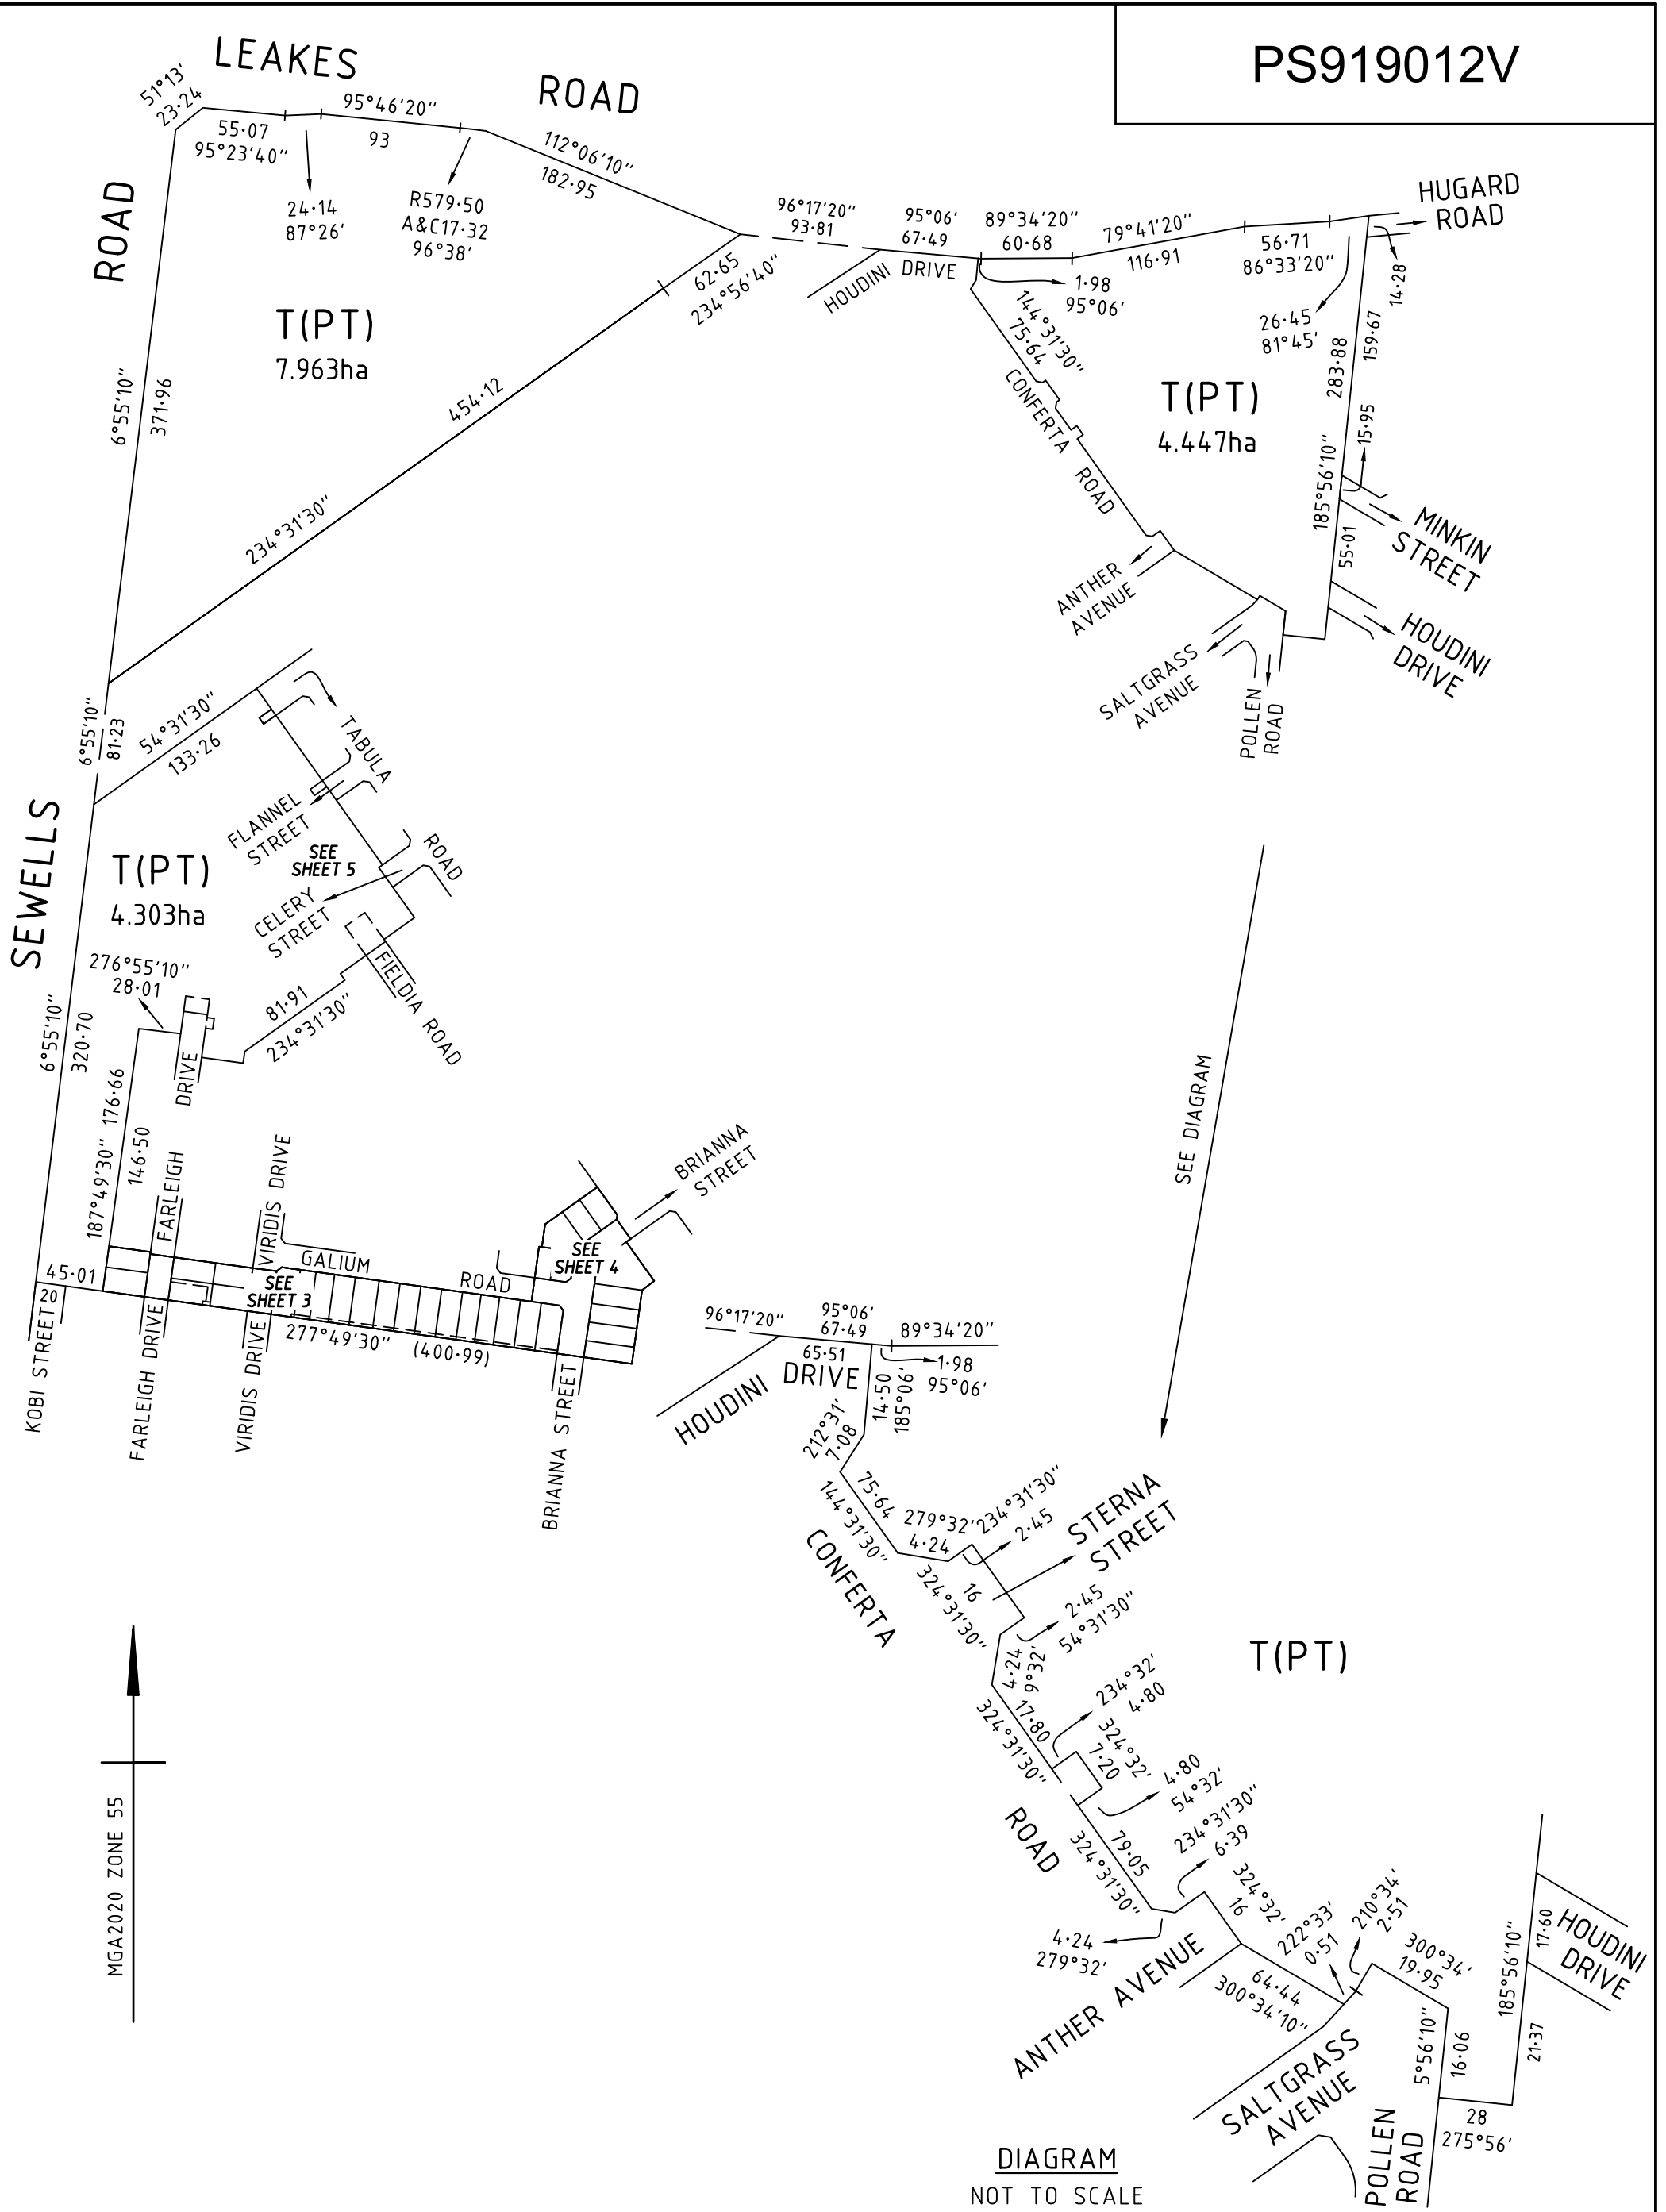 PS919012V
LEAKES
ROAD
51°13'
23·24
95°46'20"
55·07
95°23'40"
93
24·14
87°26'
R579·50
A&C17·32
96°38'
112°06'10"
182·95
ROAD
T(PT)
7.963ha
6°55'10"
371·96
454·12
234°31'30"
62·65
234°56'40"
96°17'20"
93·81
95°06'
67·49
89°34'20"
60·68
79°41'20"
116·91
56·71
86°33'20"
HUGARD
ROAD
HOUDINI
DRIVE
1·98
95°06'
14·28
26·45
81°45'
144°31'30"
75·64
CONFERTA
ROAD
T(PT)
4.447ha
283·88
159·67
15·95
185°56'10"
55·01
MINKIN
STREET
HOUDINI
DRIVE
ANTHER
AVENUE
SALTGRASS
AVENUE
POLLEN
ROAD
6°55'10"
81·23
54°31'30"
133·26
TABULA
ROAD
FLANNEL
STREET
SEE
SHEET 5
CELERY
STREET
FIELDIA ROAD
SEWELLS
T(PT)
4.303ha
276°55'10"
28·01
81·91
234°31'30"
6°55'10"
320·70
187°49'30"
176·66
146·50
DRIVE
FARLEIGH
VIRIDIS DRIVE
GALIUM
ROAD
SEE
SHEET 3
SEE
SHEET 4
BRIANNA
STREET
45·01
20
KOBI STREET
FARLEIGH DRIVE
VIRIDIS DRIVE
277°49'30"
(400·99)
BRIANNA STREET
SEE DIAGRAM
96°17'20"
95°06'
67·49
89°34'20"
65·51
HOUDINI
DRIVE
1·98
95°06'
14·50
185°06'
212°31'
7·08
75·64
144°31'30"
CONFERTA
279°32'
4·24
234°31'30"
2·45
STERNA
STREET
16
324°31'30"
2·45
54°31'30"
4·24
9°32'
T(PT)
17·80
324°31'30"
234°32'
4·80
324°32'
7·20
4·80
54°32'
ROAD
79·05
324°31'30"
234°31'30"
6·39
324°32'
16
4·24
279°32'
ANTHER AVENUE
222°33'
0·51
210°34'
2·51
64·44
300°34'10"
300°34'
19·95
SALTGRASS
AVENUE
5°56'10"
16·06
185°56'10"
17·60
21·37
HOUDINI
DRIVE
28
275°56'
POLLEN
ROAD
MGA2020 ZONE 55
DIAGRAM
NOT TO SCALE